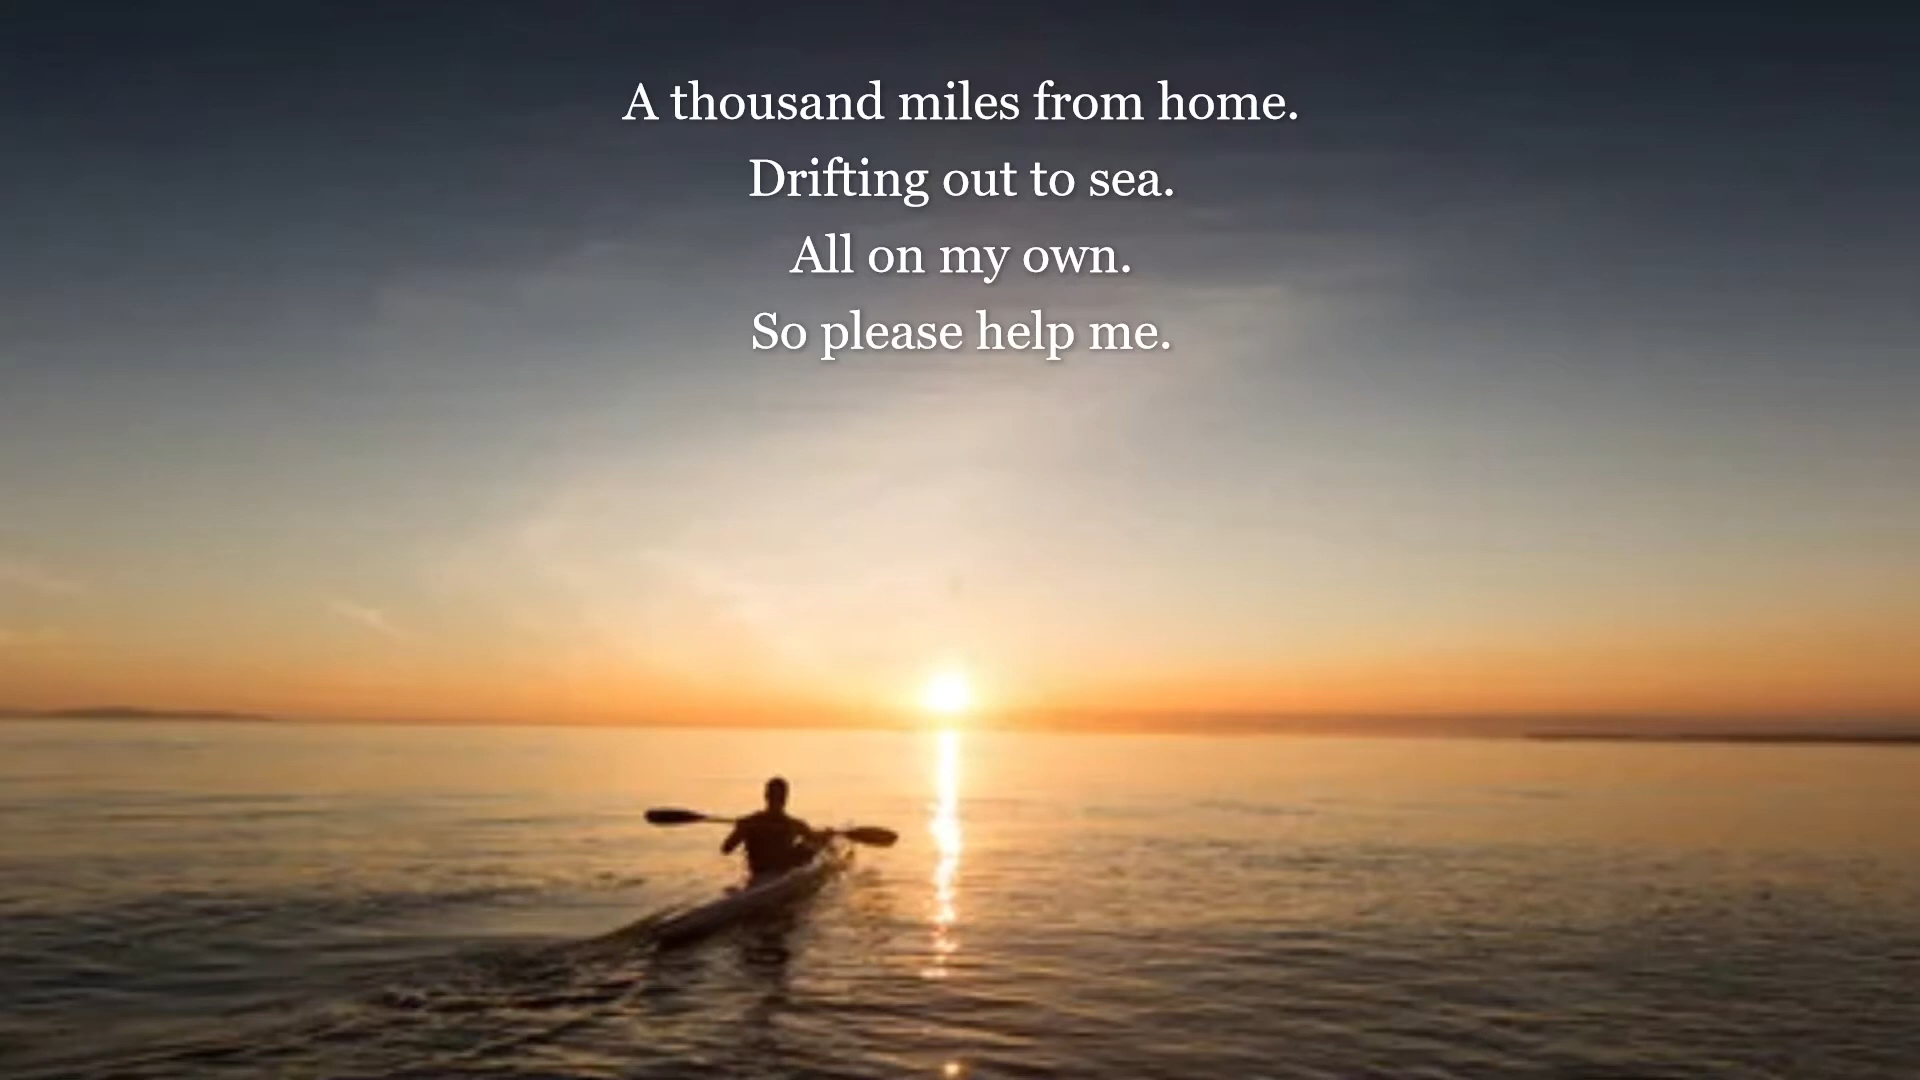 A thousand miles from home.
Drifting out to sea.
All on my own.
So please help me.